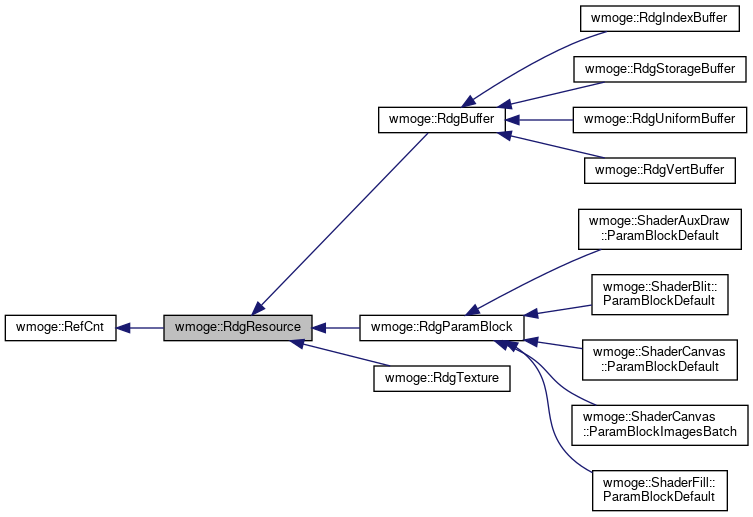 wmoge::RdgIndexBuffer
wmoge::RdgStorageBuffer
wmoge::RdgBuffer
wmoge::RdgUniformBuffer
wmoge::RdgVertBuffer
wmoge::ShaderAuxDraw
::ParamBlockDefault
wmoge::ShaderBlit::
ParamBlockDefault
wmoge::RefCnt
wmoge::RdgResource
wmoge::RdgParamBlock
wmoge::ShaderCanvas
::ParamBlockDefault
wmoge::RdgTexture
wmoge::ShaderCanvas
::ParamBlockImagesBatch
wmoge::ShaderFill::
ParamBlockDefault